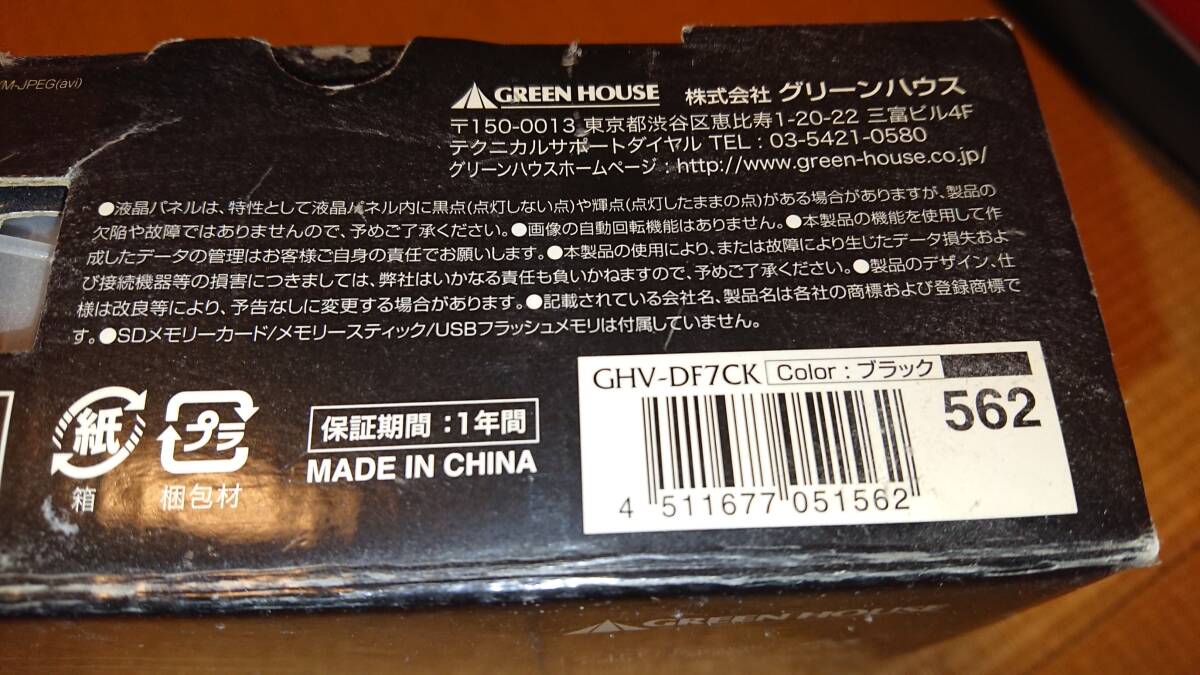 M-JPEG(avi)
GREEN HOUSE 株式会社 グリーンハウス
〒150-0013 東京都渋谷区恵比寿1-20-22 三富ビル4F
テクニカルサポートダイヤル TEL：03-5421-0580
グリーンハウスホームページ：http://www.green-house.co.jp/
●液晶パネルは、特性として液晶パネル内に黒点(点灯しない点)や輝点(点灯したままの点)がある場合がありますが、製品の
欠陥や故障ではありませんので、予めご了承ください。●画像の自動回転機能はありません。●本製品の機能を使用して作
成したデータの管理はお客様ご自身の責任でお願いします。●本製品の使用により、または故障により生じたデータ損失およ
び接続機器等の損害につきましては、弊社はいかなる責任も負いかねますので、予めご了承ください。●製品のデザイン、仕
様は改良等により、予告なしに変更する場合があります。●記載されている会社名、製品名は各社の商標および登録商標で
す。●SDメモリーカード/メモリースティック/USBフラッシュメモリは付属していません。
GHV-DF7CK Color：ブラック
562
4 511677 051562
紙
箱
プラ
梱包材
保証期間：1年間
MADE IN CHINA
GREEN HOUSE